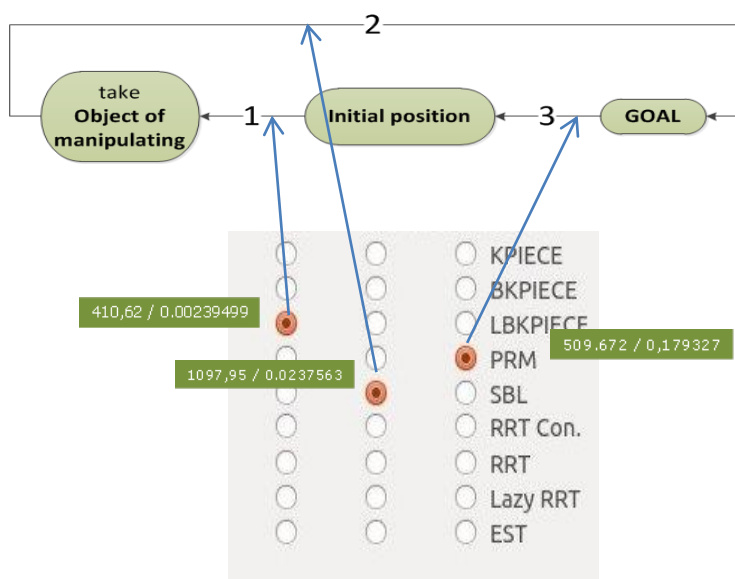 2
take
Object of
manipulating
1
Initial position
3
GOAL
KPIECE
BKPIECE
410,62 / 0.00239499
LBKPIECE
509.672 / 0,179327
PRM
1097,95 / 0.0237563
SBL
RRT Con.
RRT
Lazy RRT
EST